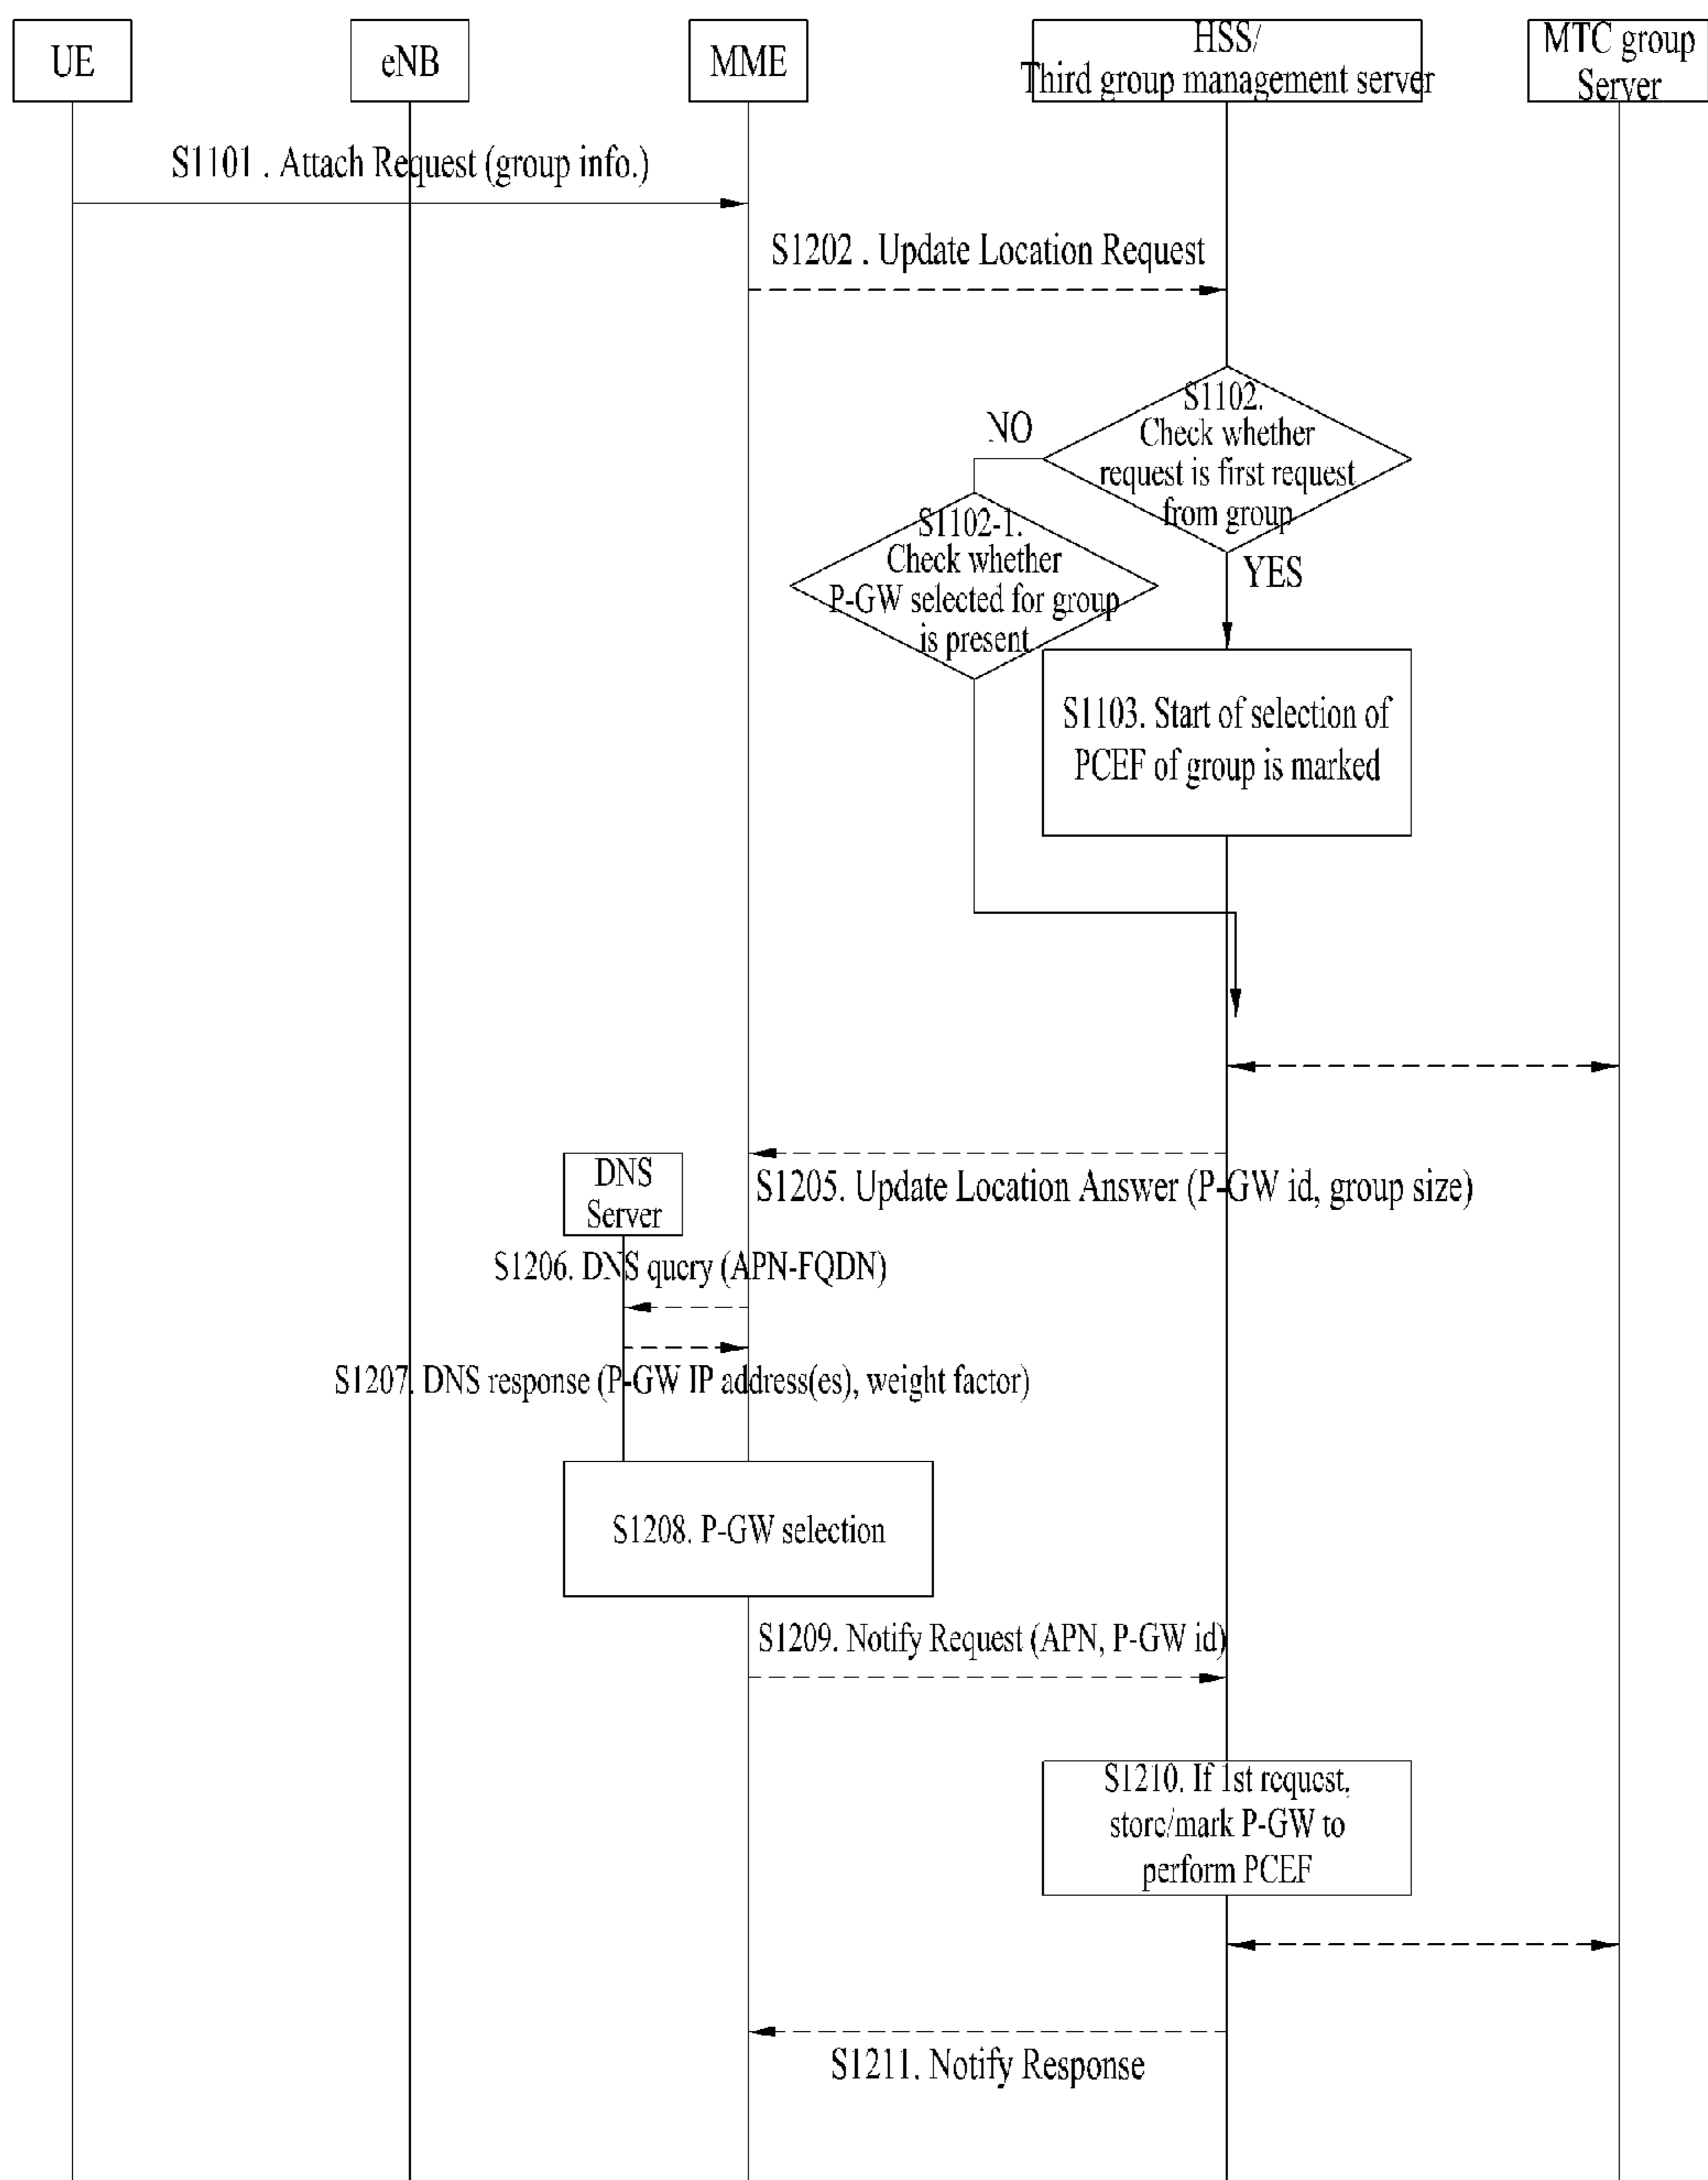 UE
eNB
MME
HSS/
Third group management server
MTC group
Server
S1101 . Attach Request (group info.)
S1202 . Update Location Request
S1102.
Check whether
request is first request
from group
NO
YES
S1102-1.
Check whether
P-GW selected for group
is present
S1103. Start of selection of
PCEF of group is marked
DNS
Server
S1205. Update Location Answer (P-GW id, group size)
S1206. DNS query (APN-FQDN)
S1207. DNS response (P-GW IP address(es), weight factor)
S1208. P-GW selection
S1209. Notify Request (APN, P-GW id)
S1210. If 1st request,
store/mark P-GW to
perform PCEF
S1211. Notify Response